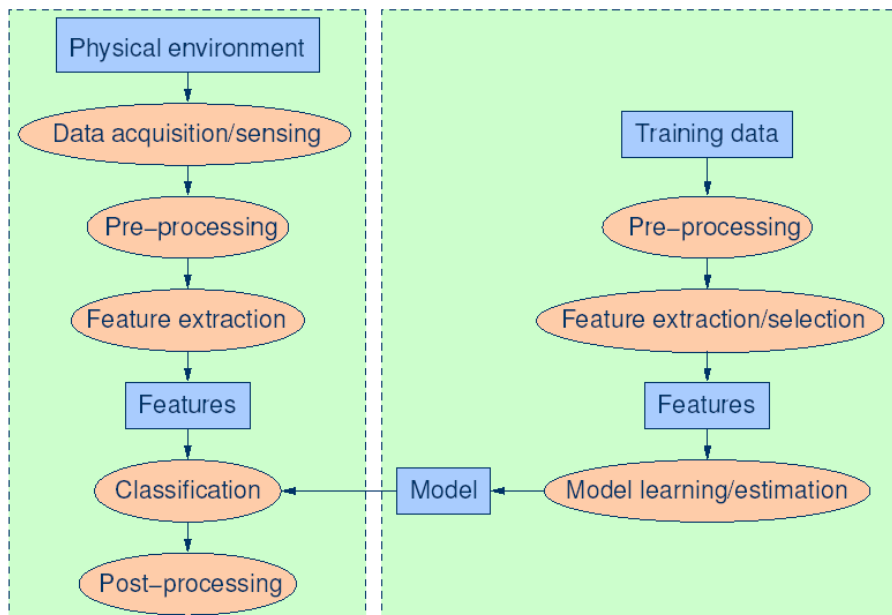 Physical environment
Data acquisition/sensing
Pre−processing
Feature extraction
Features
Classification
Post−processing
Training data
Pre−processing
Feature extraction/selection
Features
Model learning/estimation
Model